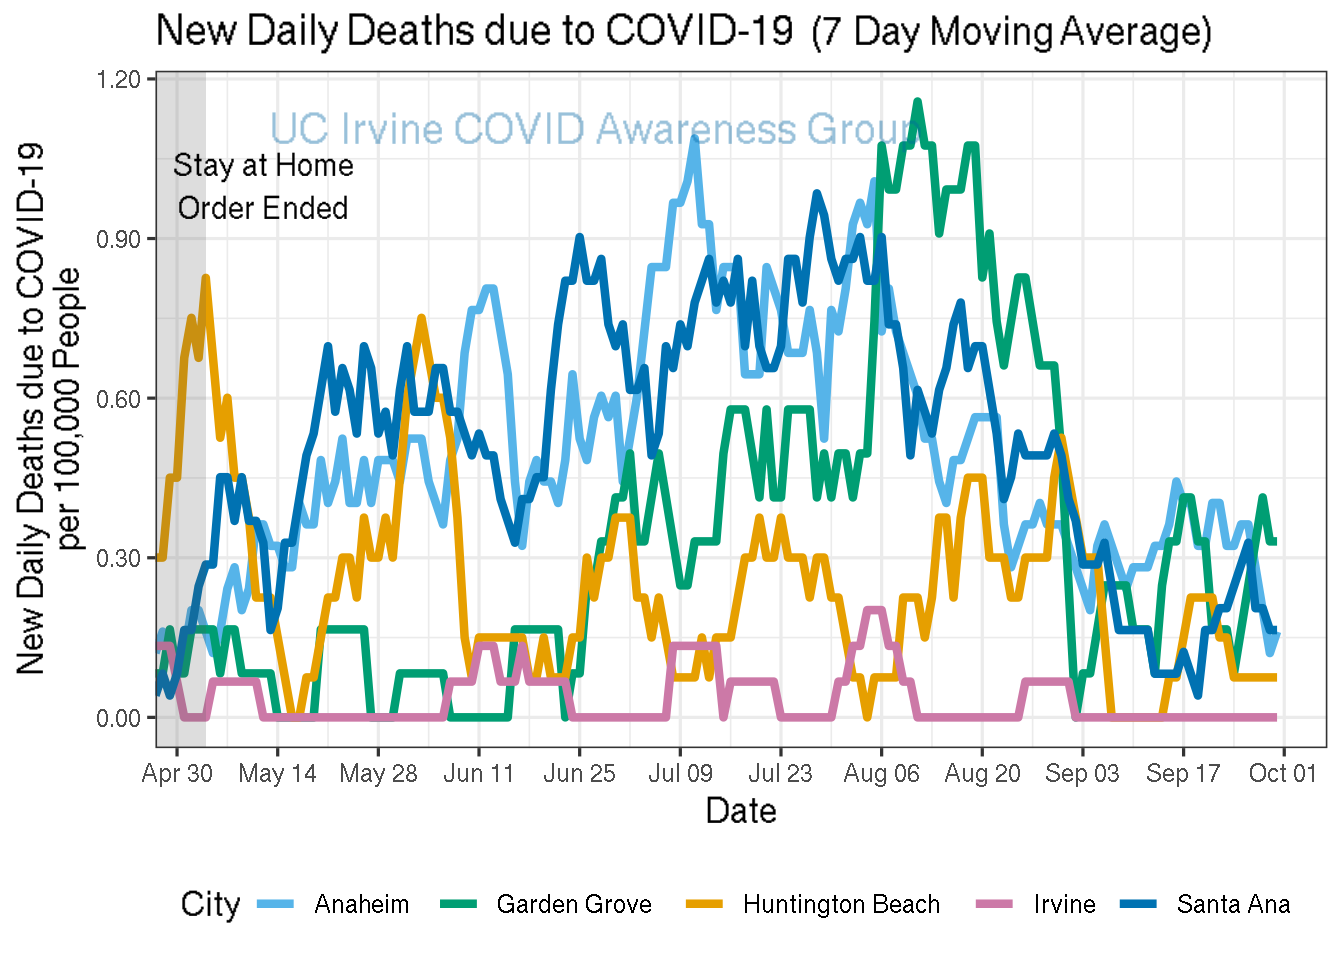 New Daily Deaths due to COVID-19 (7 Day Moving Average)
UC Irvine COVID Awareness Group
Stay at Home
Order Ended
New Daily Deaths due to COVID-19
per 100,000 People
1.20
0.90
0.60
0.30
0.00
Apr 30 May 14 May 28 Jun 11 Jun 25 Jul 09 Jul 23 Aug 06 Aug 20 Sep 03 Sep 17 Oct 01
Date
City Anaheim Garden Grove Huntington Beach Irvine Santa Ana